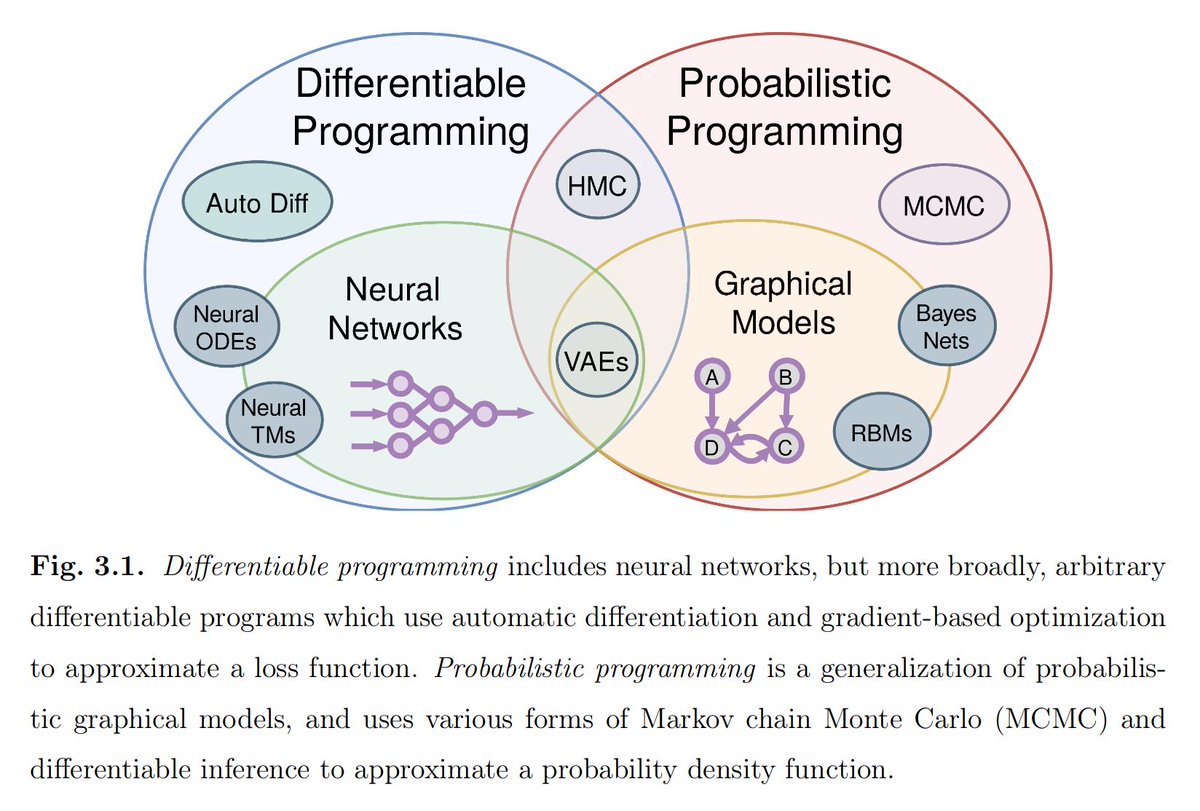 Differentiable
Programming
Probabilistic
Programming
Auto Diff
HMC
MCMC
Neural
Networks
Graphical
Models
Neural
ODEs
Neural
TMs
VAEs
Bayes
Nets
RBMs
A
B
D
C
Fig. 3.1. Differentiable programming includes neural networks, but more broadly, arbitrary
differentiable programs which use automatic differentiation and gradient-based optimization
to approximate a loss function. Probabilistic programming is a generalization of probabilis-
tic graphical models, and uses various forms of Markov chain Monte Carlo (MCMC) and
differentiable inference to approximate a probability density function.